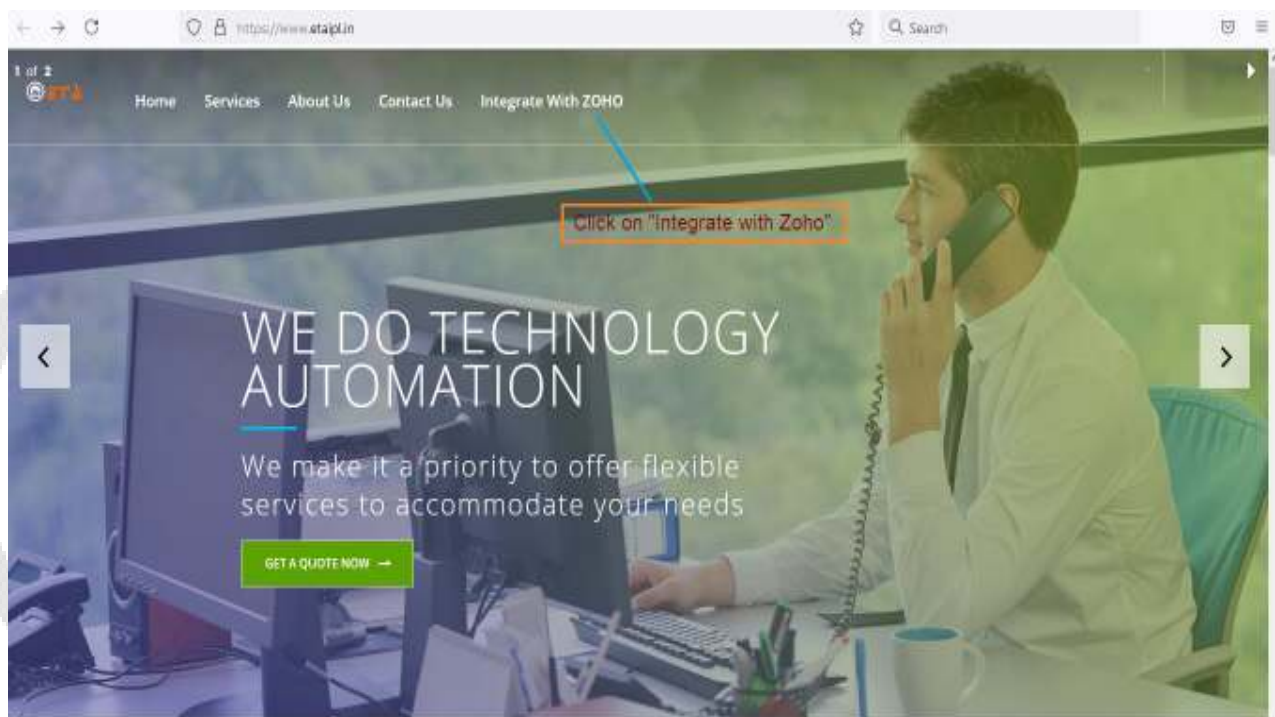 https://www.etaipl.in
Search
1 of 2
ETA
Home Services About Us Contact Us Integrate With ZOHO
Click on "Integrate with Zoho"
WE DO TECHNOLOGY
AUTOMATION
We make it a priority to offer flexible
services to accommodate your needs
GET A QUOTE NOW →